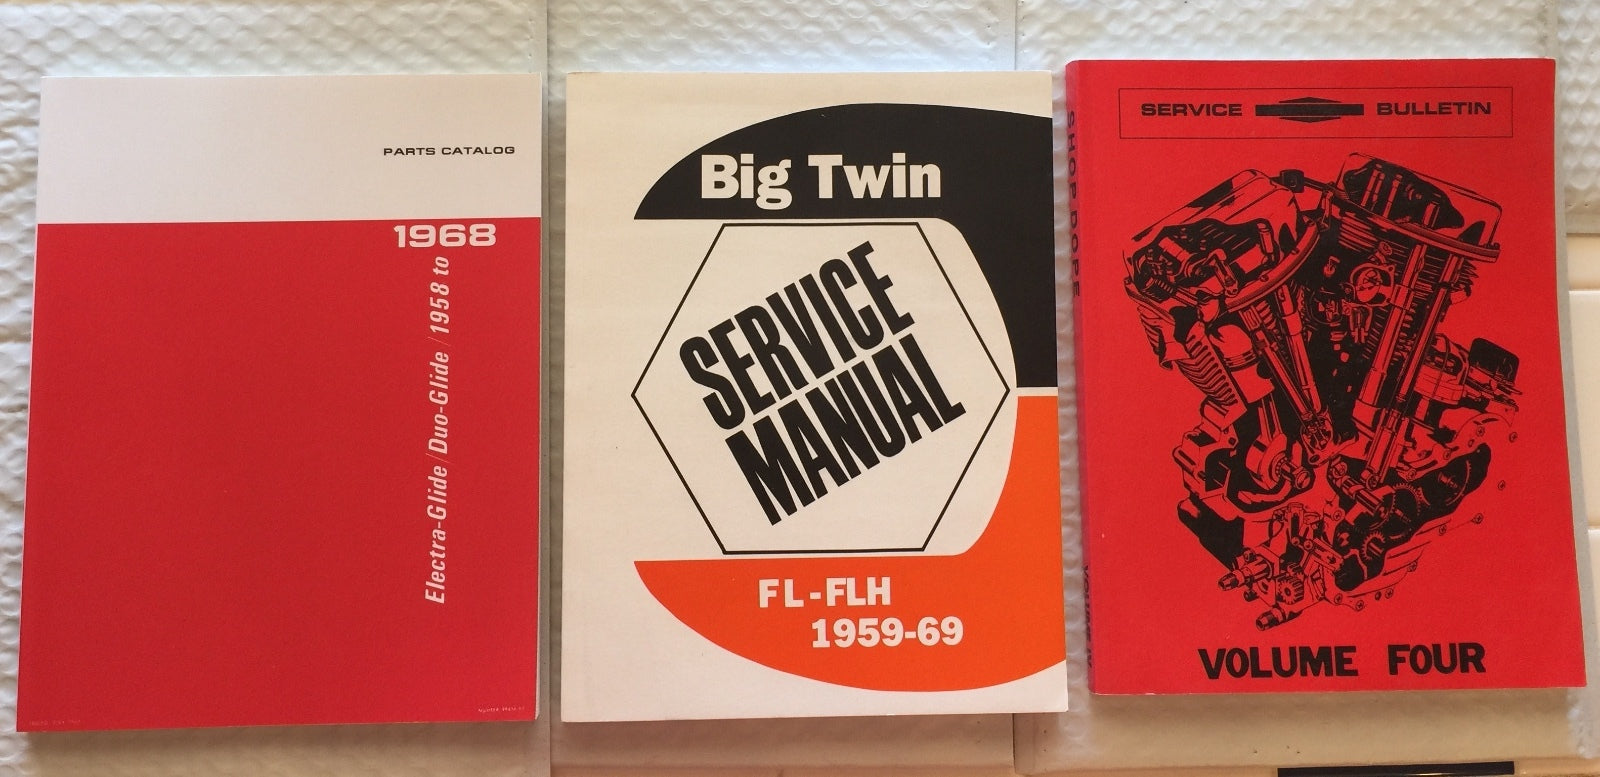 PARTS CATALOG
1968
Electra-Glide / Duo-Glide / 1958 to
Big Twin
SERVICE
MANUAL
FL-FLH
1959-69
SHOP DOPE
SERVICE BULLETIN
VOLUME FOUR